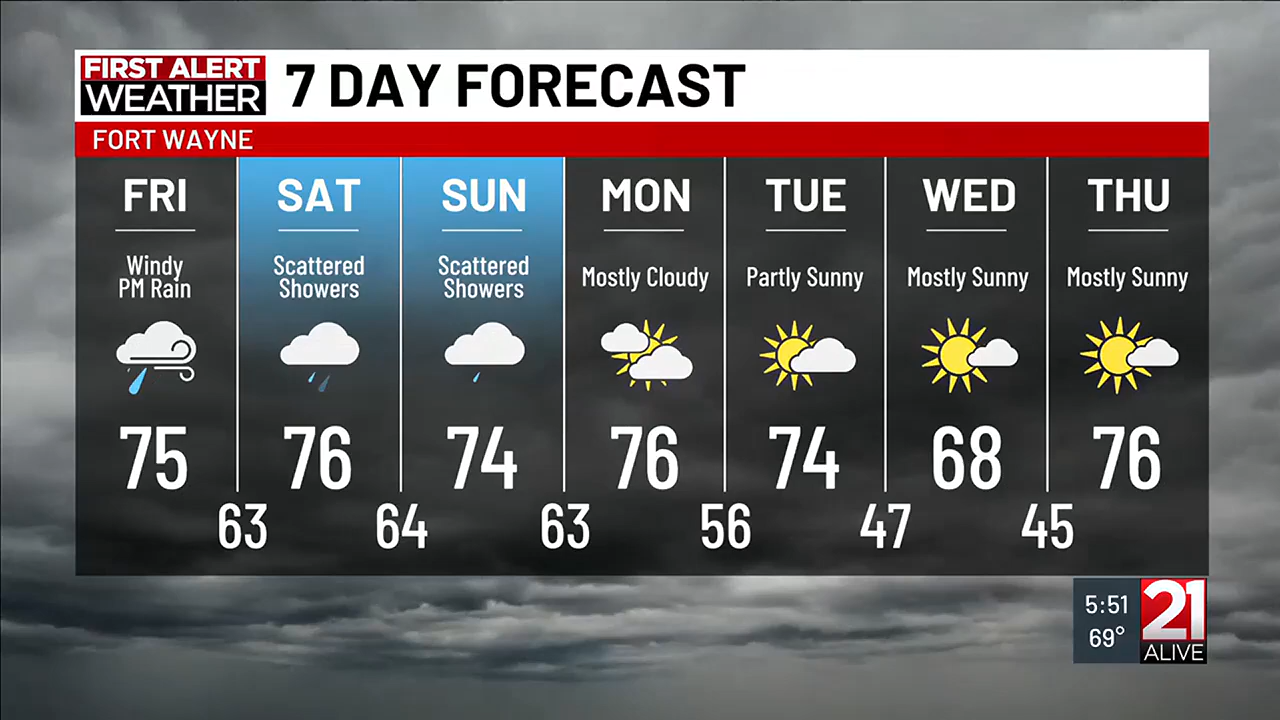 FIRST ALERT
WEATHER
7 DAY FORECAST
FORT WAYNE
FRI
Windy
PM Rain
75
SAT
Scattered
Showers
76
SUN
Scattered
Showers
74
MON
Mostly Cloudy
76
TUE
Partly Sunny
74
WED
Mostly Sunny
68
THU
Mostly Sunny
76
63
64
63
56
47
45
5:51
69°
21
ALIVE